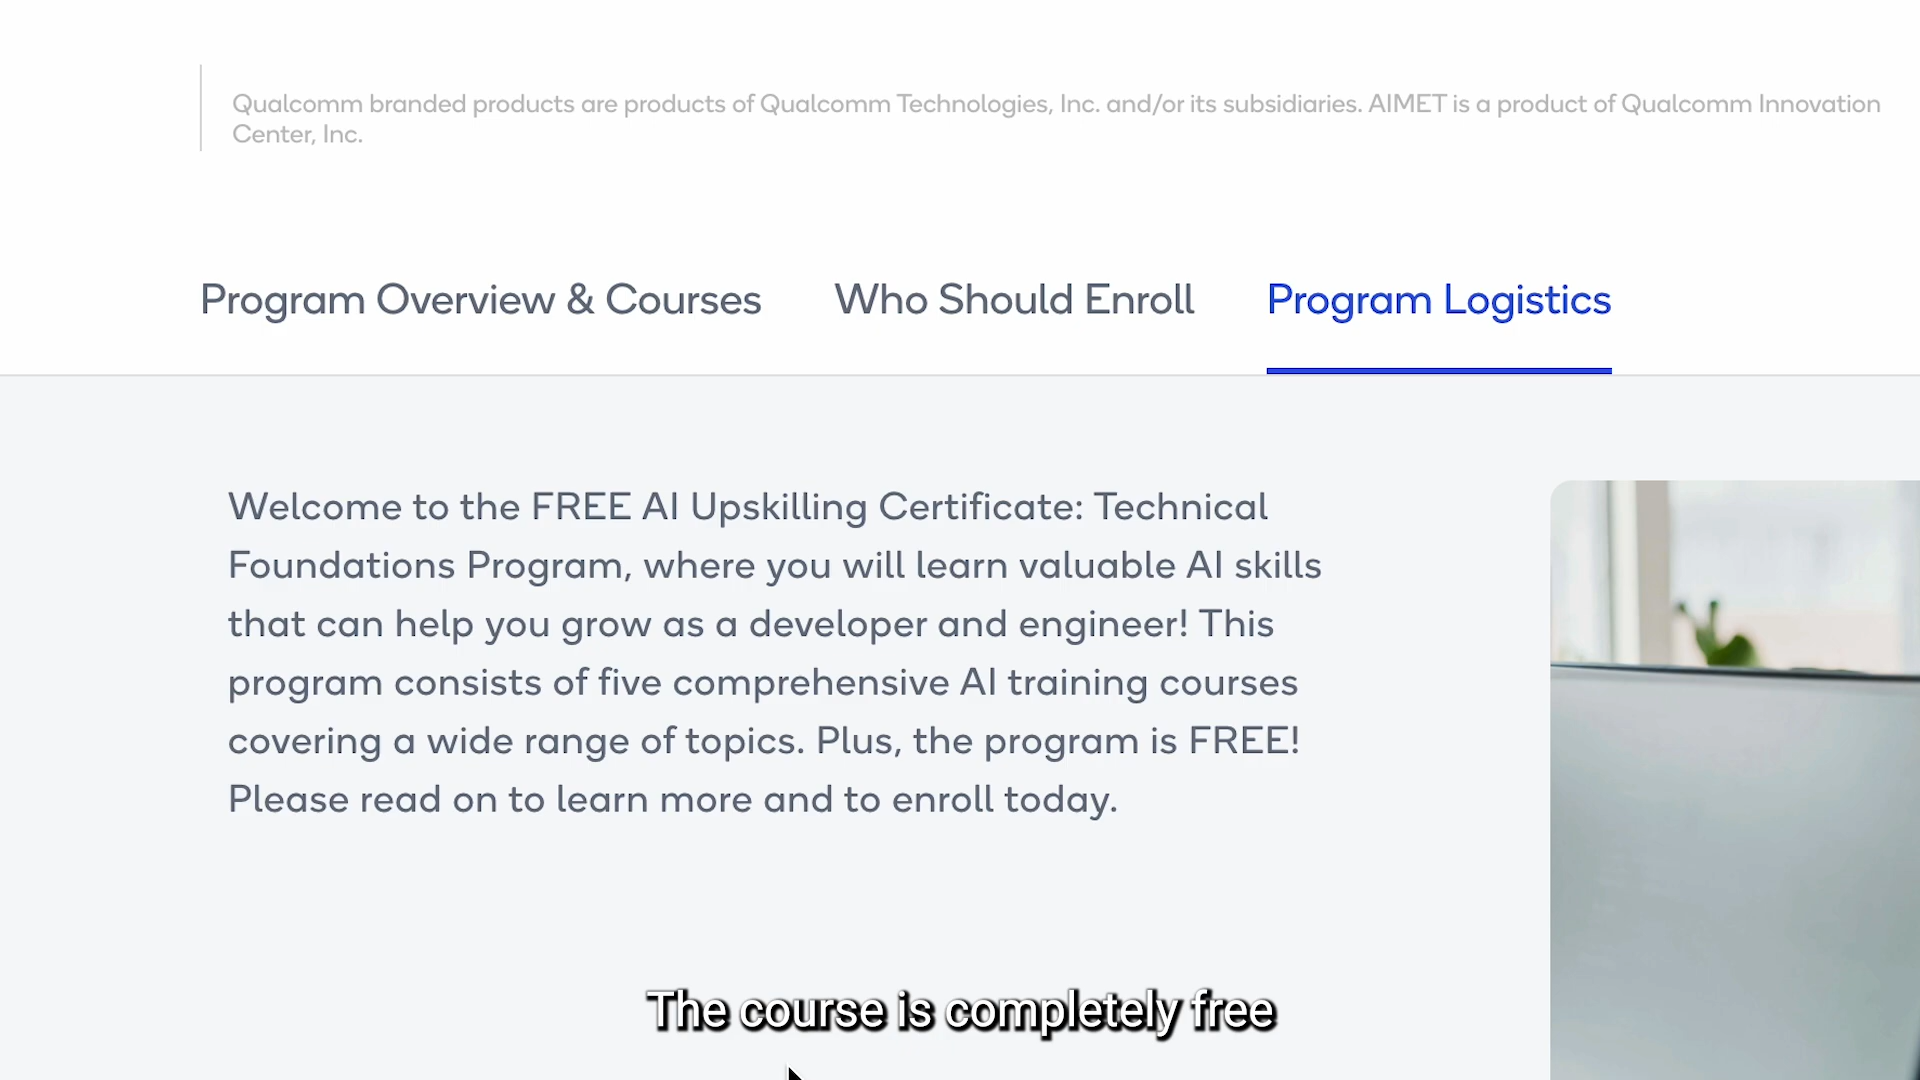 Qualcomm branded products are products of Qualcomm Technologies, Inc. and/or its subsidiaries. AIMET is a product of Qualcomm Innovation
Center, Inc.
Program Overview & Courses
Who Should Enroll
Program Logistics
Welcome to the FREE AI Upskilling Certificate: Technical
Foundations Program, where you will learn valuable AI skills
that can help you grow as a developer and engineer! This
program consists of five comprehensive AI training courses
covering a wide range of topics. Plus, the program is FREE!
Please read on to learn more and to enroll today.
The course is completely free